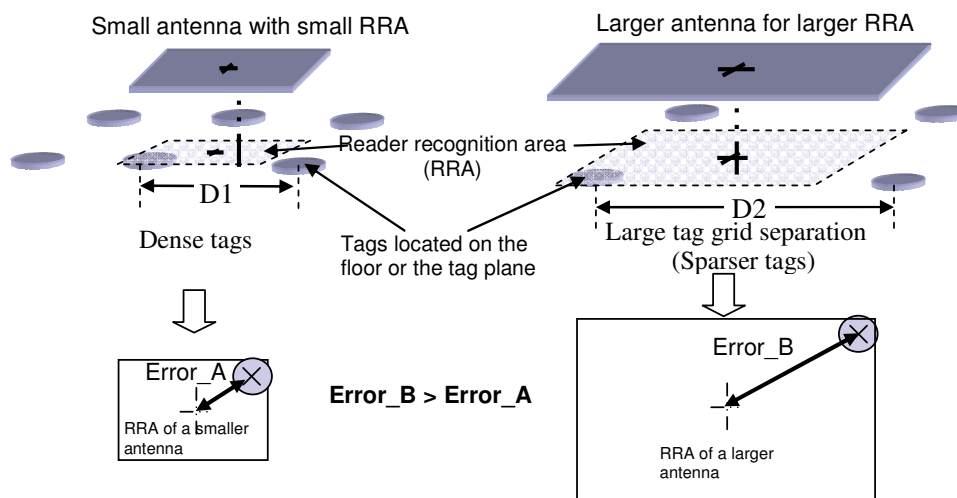 Small antenna with small RRA
Larger antenna for larger RRA
Reader recognition area
(RRA)
D1
D2
Dense tags
Tags located on the
floor or the tag plane
Large tag grid separation
(Sparser tags)
Error_A
RRA of a smaller
antenna
Error_B > Error_A
Error_B
RRA of a larger
antenna